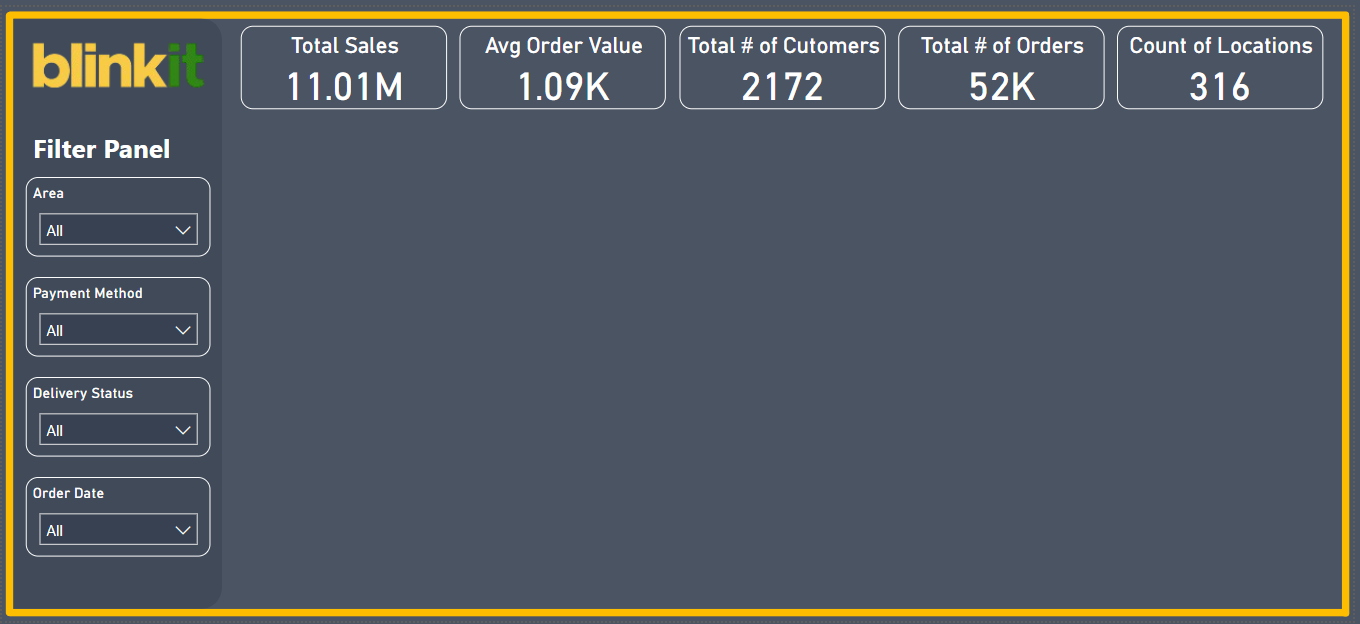 blinkit
Total Sales
11.01M
Avg Order Value
1.09K
Total # of Cutomers
2172
Total # of Orders
52K
Count of Locations
316
Filter Panel
Area
All
Payment Method
All
Delivery Status
All
Order Date
All